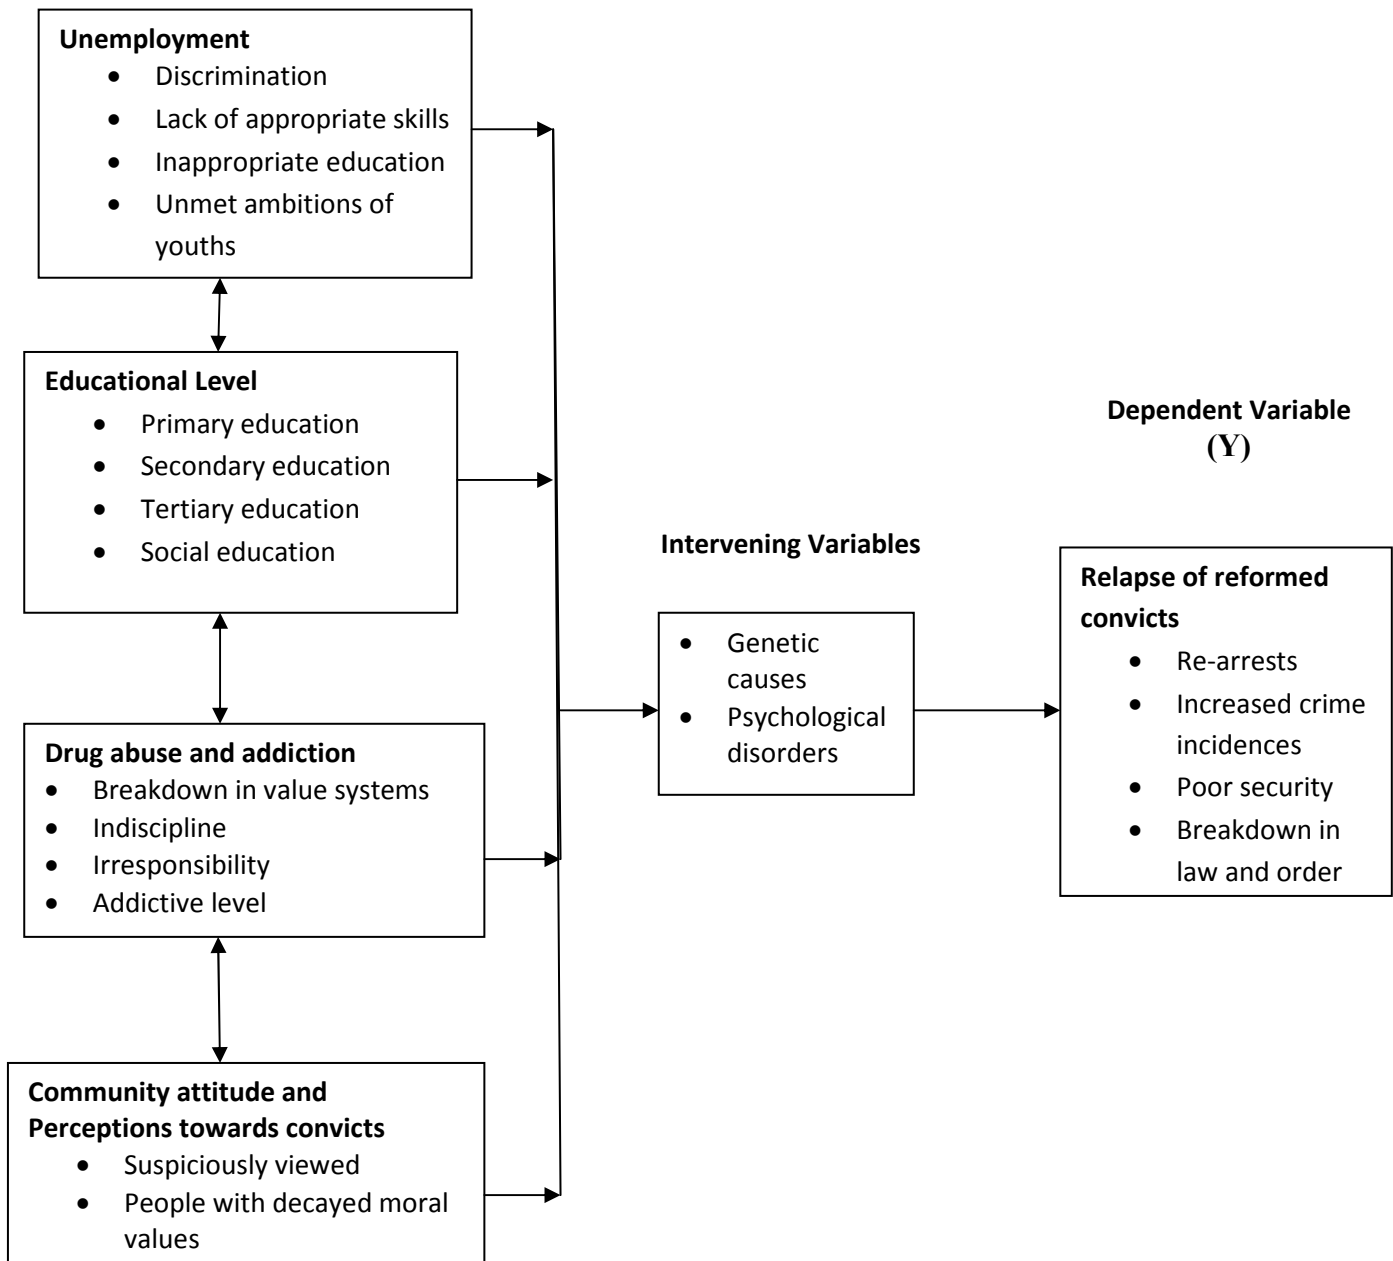 Unemployment
• Discrimination
• Lack of appropriate skills
• Inappropriate education
• Unmet ambitions of
youths
Educational Level
• Primary education
• Secondary education
• Tertiary education
• Social education
Drug abuse and addiction
• Breakdown in value systems
• Indiscipline
• Irresponsibility
• Addictive level
Community attitude and
Perceptions towards convicts
• Suspiciously viewed
• People with decayed moral
values
Intervening Variables
• Genetic
causes
• Psychological
disorders
Dependent Variable
(Y)
Relapse of reformed
convicts
• Re-arrests
• Increased crime
incidences
• Poor security
• Breakdown in
law and order